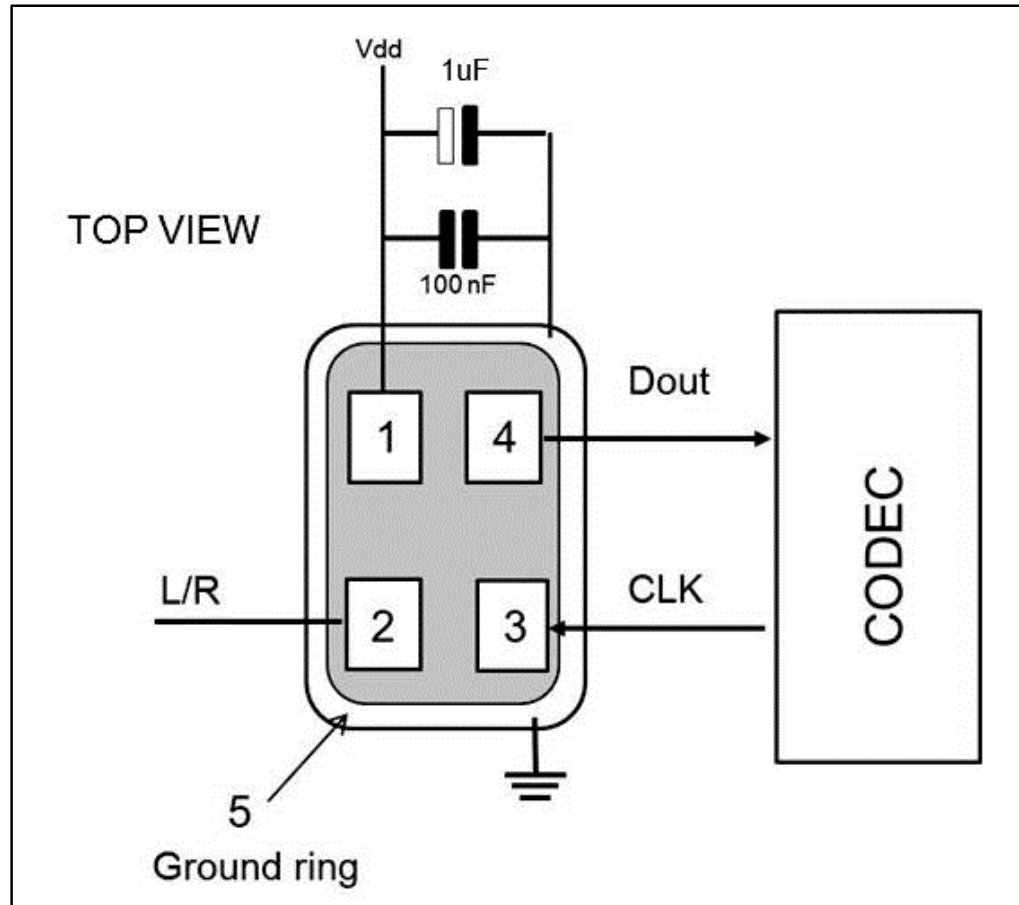 Vdd
1uF
TOP VIEW
100 nF
1
4
Dout
CODEC
L/R
2
3
CLK
5
Ground ring